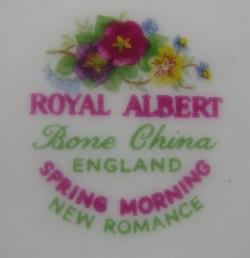 ROYAL ALBERT
Bone China
ENGLAND
SPRING MORNING
NEW ROMANCE